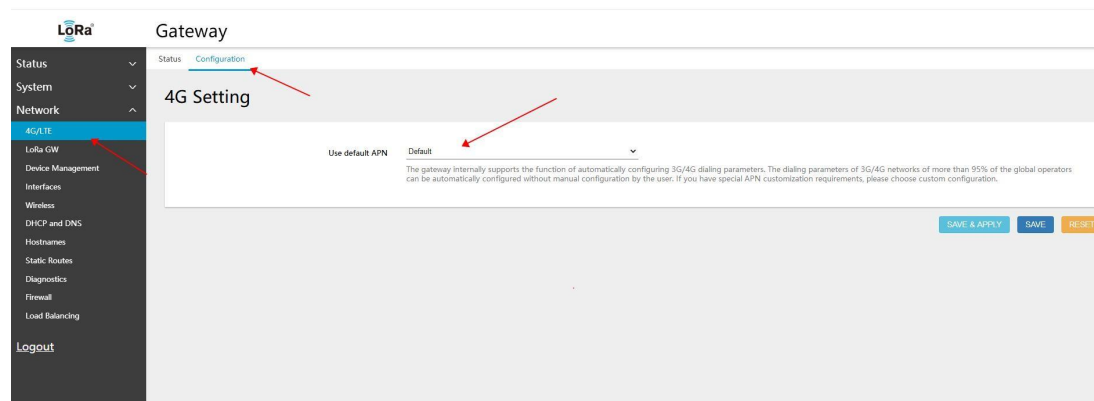 LoRa®
Gateway
Status
System
Network
4G/LTE
LoRa GW
Device Management
Interfaces
Wireless
DHCP and DNS
Hostnames
Static Routes
Diagnostics
Firewall
Load Balancing
Logout
Status Configuration
4G Setting
Use default APN Default
The gateway internally supports the function of automatically configuring 3G/4G dialing parameters. The dialing parameters of 3G/4G networks of more than 95% of the global operators
can be automatically configured without manual configuration by the user. If you have special APN customization requirements, please choose custom configuration.
SAVE & APPLY SAVE RESET